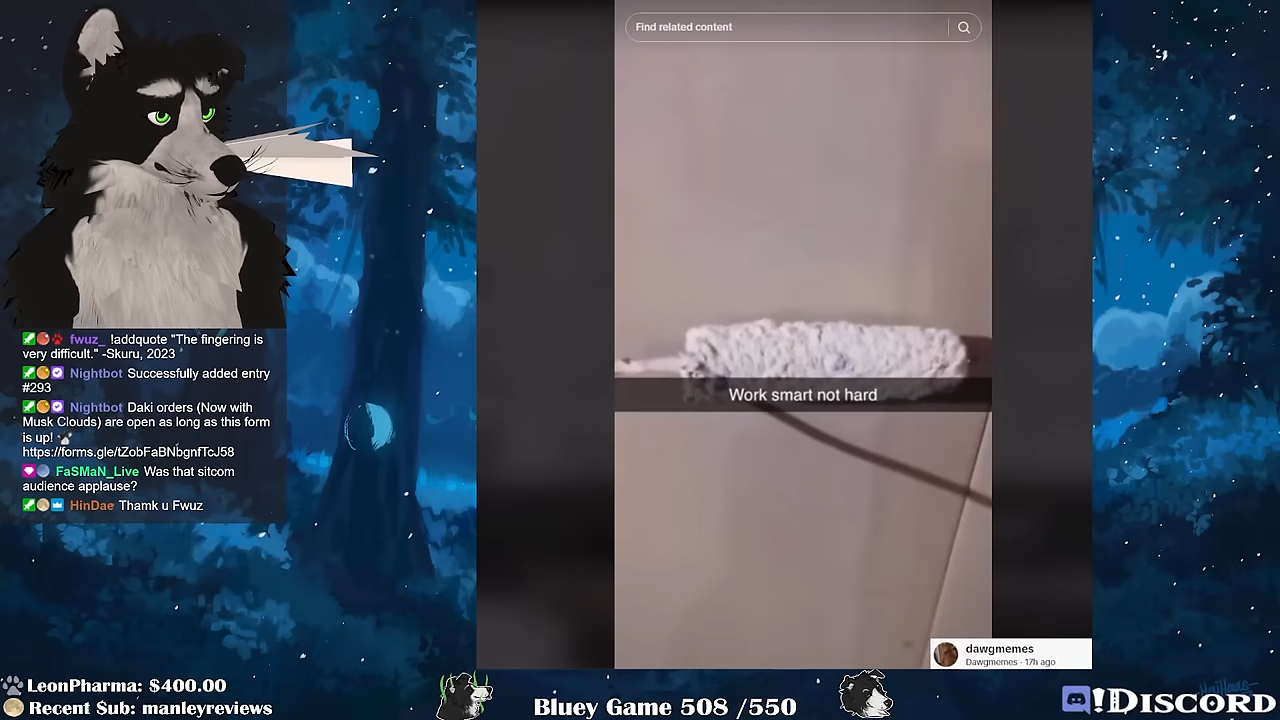 Find related content
fwuz_ !addquote "The fingering is
very difficult." -Skuru, 2023
Nightbot Successfully added entry
#293
Nightbot Daki orders (Now with
Musk Clouds) are open as long as this form
is up!
https://forms.gle/tZobFaBNbgnfTcJ58
FaSMaN_Live Was that sitcom
audience applause?
HinDae Thamk u Fwuz
Work smart not hard
dawgmemes
Dawgmemes · 17h ago
LeonPharma: $400.00
Recent Sub: manleyreviews
Bluey Game 508 /550
!DISCORD